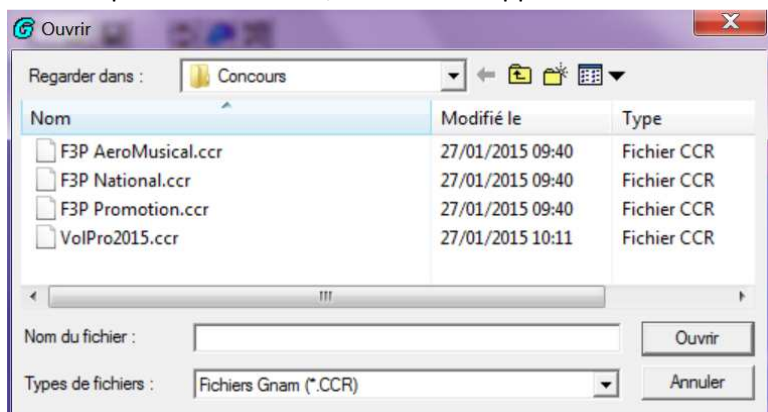 Ouvrir
Regarder dans : Concours
Nom Modifié le Type
F3P AeroMusical.ccr 27/01/2015 09:40 Fichier CCR
F3P National.ccr 27/01/2015 09:40 Fichier CCR
F3P Promotion.ccr 27/01/2015 09:40 Fichier CCR
VolPro2015.ccr 27/01/2015 10:11 Fichier CCR
Nom du fichier : Ouvrir
Types de fichiers : Fichiers Gnam (*.CCR) Annuler